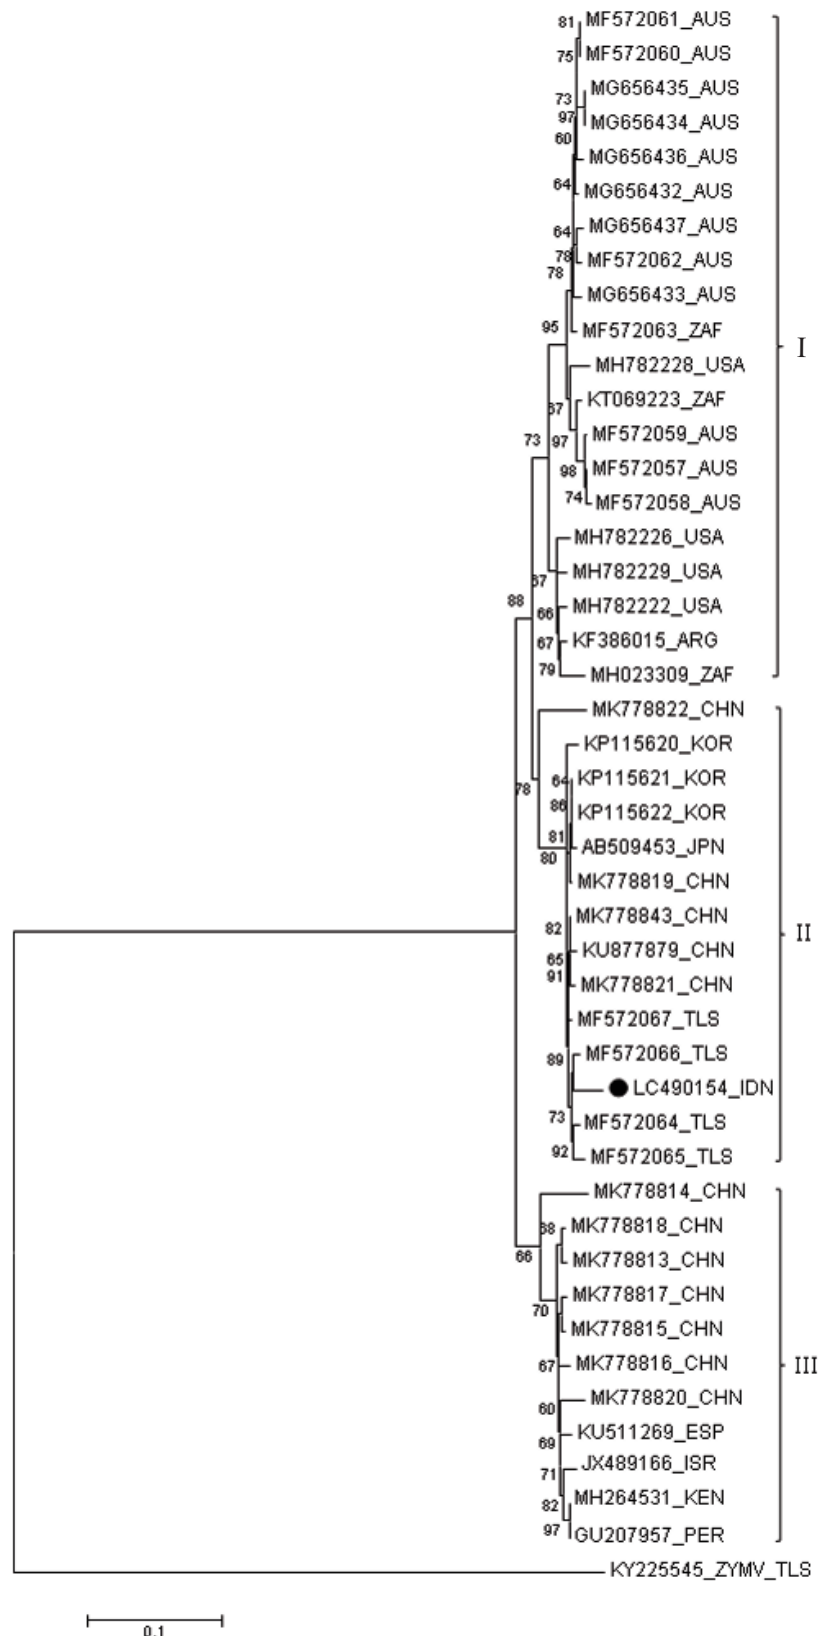 81 MF572061_AUS
75 MF572060_AUS
MG656435_AUS
73
97 MG656434_AUS
60
MG656436_AUS
64 MG656432_AUS
64 MG656437_AUS
78 MF572062_AUS
78
MG656433_AUS
95 MF572063_ZAF
I
MH782228_USA
67 KT069223_ZAF
73 97 MF572059_AUS
98 MF572057_AUS
74 MF572058_AUS
MH782226_USA
67 MH782229_USA
88
66 MH782222_USA
67 KF386015_ARG
79 MH023309_ZAF
MK778822_CHN
KP115620_KOR
64 KP115621_KOR
78
86 KP115622_KOR
81 AB509453_JPN
80
MK778819_CHN
82 MK778843_CHN
II
65 KU877879_CHN
91 MK778821_CHN
MF572067_TLS
89 MF572066_TLS
LC490154_IDN
73 MF572064_TLS
92 MF572065_TLS
MK778814_CHN
68 MK778818_CHN
66 MK778813_CHN
MK778817_CHN
70
MK778815_CHN
67 MK778816_CHN III
60 MK778820_CHN
69 KU511269_ESP
71 JX489166_ISR
82 MH264531_KEN
97 GU207957_PER
KY225545_ZYMV_TLS
0.1